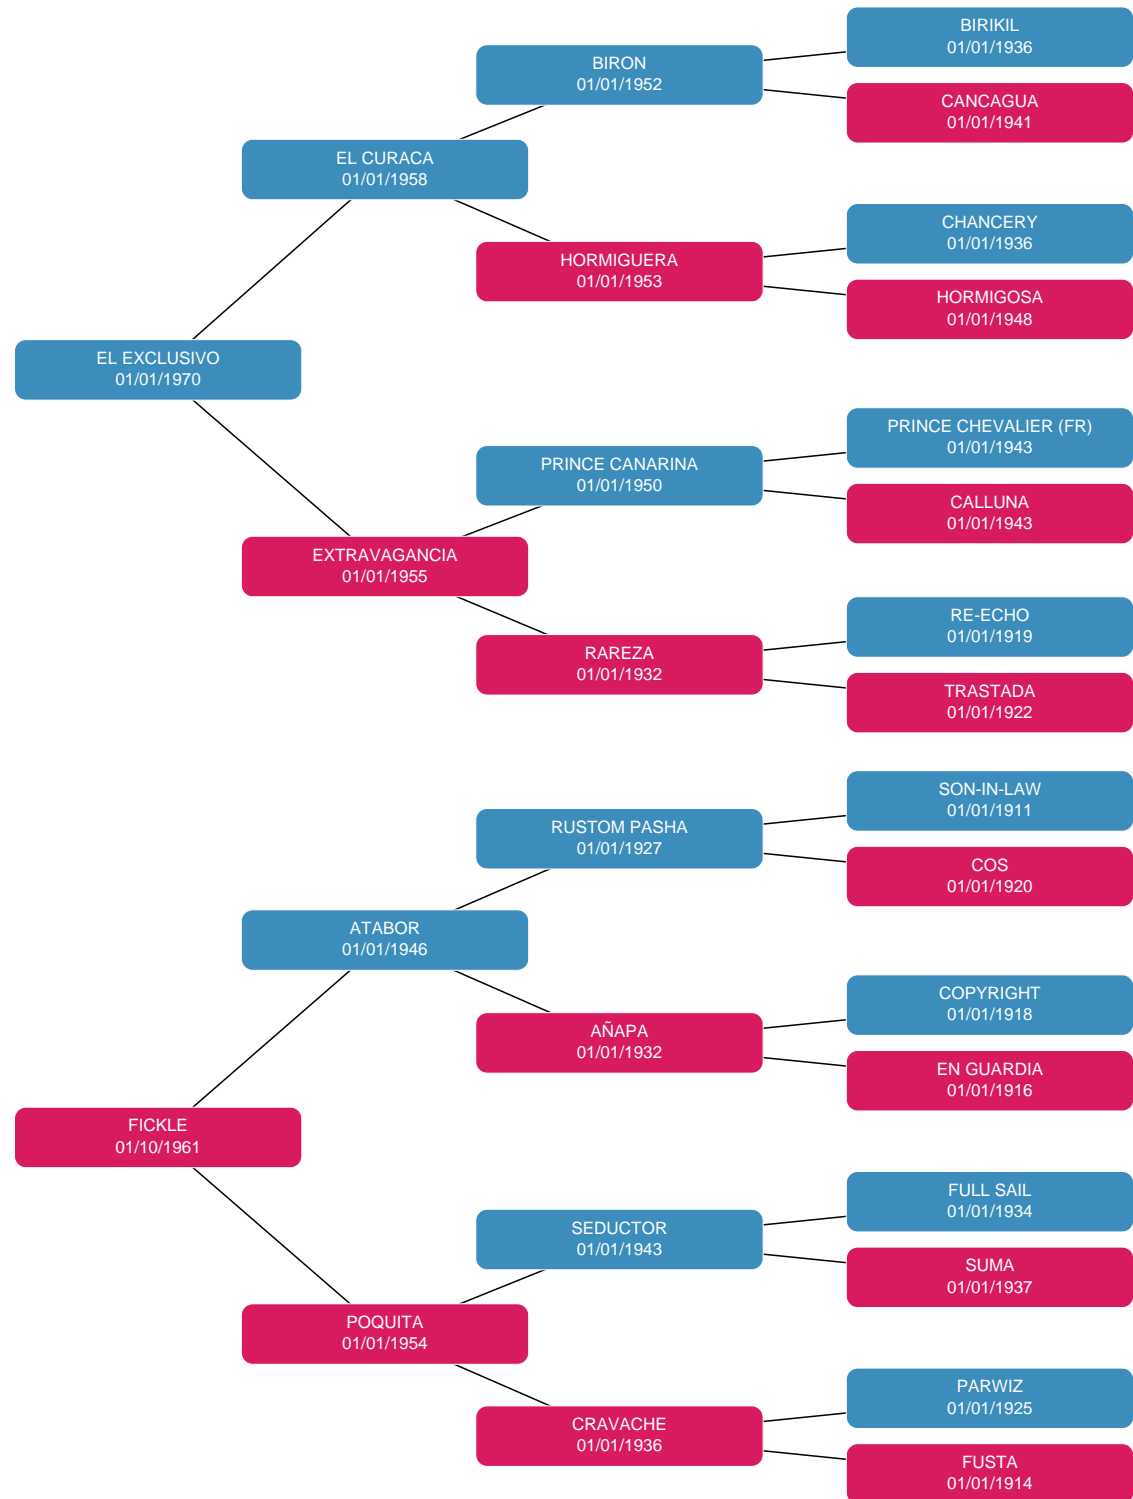 BIRIKIL
01/01/1936
BIRON
01/01/1952
CANCAGUA
01/01/1941
EL CURACA
01/01/1958
CHANCERY
01/01/1936
HORMIGUERA
01/01/1953
HORMIGOSA
01/01/1948
EL EXCLUSIVO
01/01/1970
PRINCE CHEVALIER (FR)
01/01/1943
PRINCE CANARINA
01/01/1950
CALLUNA
01/01/1943
EXTRAVAGANCIA
01/01/1955
RE-ECHO
01/01/1919
RAREZA
01/01/1932
TRASTADA
01/01/1922
SON-IN-LAW
01/01/1911
RUSTOM PASHA
01/01/1927
COS
01/01/1920
ATABOR
01/01/1946
COPYRIGHT
01/01/1918
AÑAPA
01/01/1932
EN GUARDIA
01/01/1916
FICKLE
01/10/1961
FULL SAIL
01/01/1934
SEDUCTOR
01/01/1943
SUMA
01/01/1937
POQUITA
01/01/1954
PARWIZ
01/01/1925
CRAVACHE
01/01/1936
FUSTA
01/01/1914